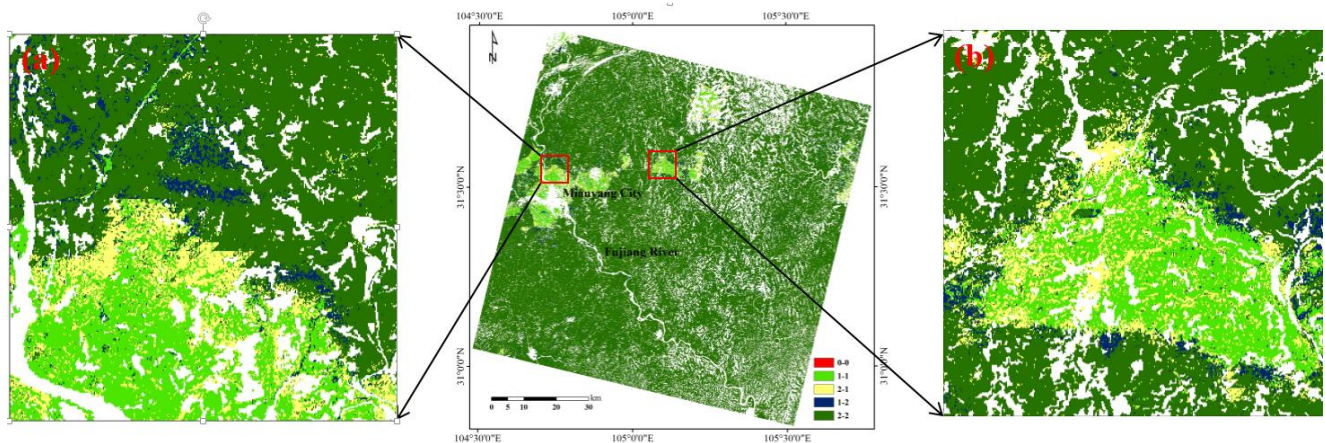 104°30'0"E
105°0'0"E
105°30'0"E
(a)
(b)
N
31°30'0"N
31°30'0"N
Mianyang City
Fujiang River
31°0'0"N
31°0'0"N
0-0
1-1
2-1
1-2
2-2
km
0 5 10 20 30
104°30'0"E
105°0'0"E
105°30'0"E